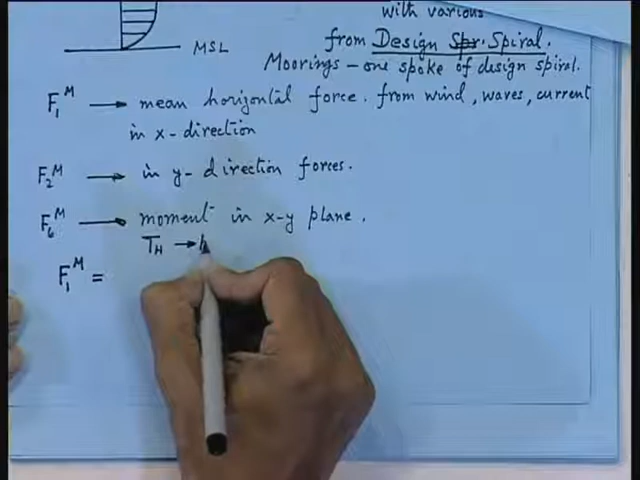 with various
from Design Spr. Spiral.
MSL
Moorings - one spoke of design spiral.
F₁ᴹ → mean horizontal force. from wind, waves, current
in x-direction
F₂ᴹ → in y-direction forces.
F₆ᴹ → moment in x-y plane.
T_H →
F₁ᴹ =